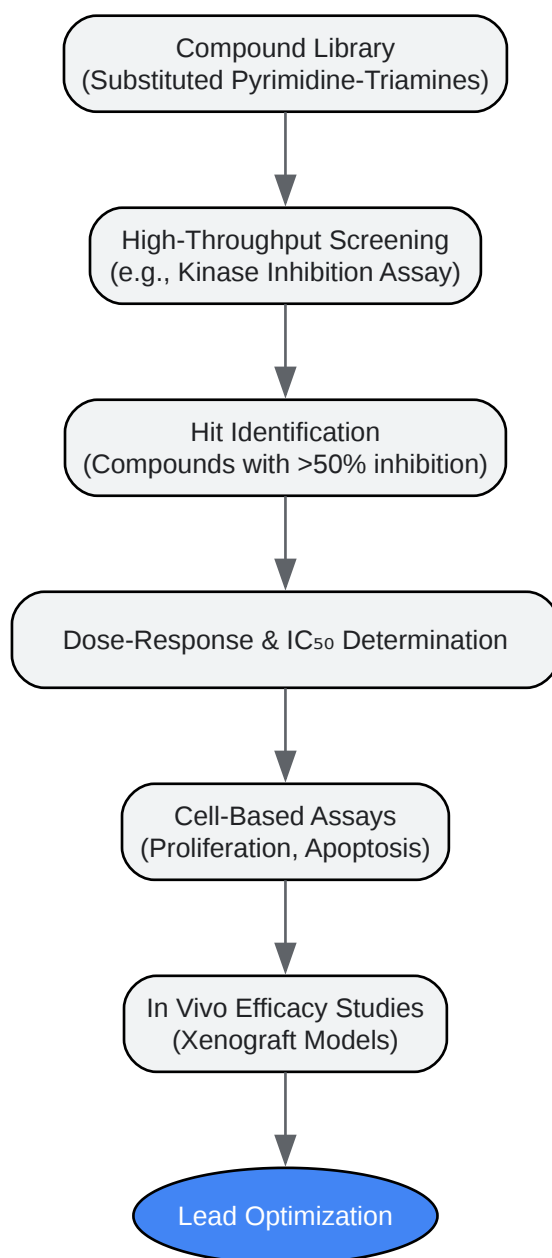 Compound Library
(Substituted Pyrimidine-Triamines)
High-Throughput Screening
(e.g., Kinase Inhibition Assay)
Hit Identification
(Compounds with >50% inhibition)
Dose-Response & IC₅₀ Determination
Cell-Based Assays
(Proliferation, Apoptosis)
In Vivo Efficacy Studies
(Xenograft Models)
Lead Optimization